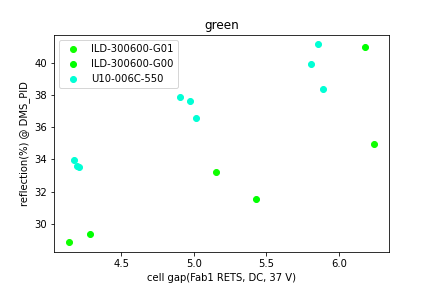 green
ILD-300600-G01
ILD-300600-G00
U10-006C-550
reflection(%) @ DMS_PID
40
38
36
34
32
30
4.5 5.0 5.5 6.0
cell gap(Fab1 RETS, DC, 37 V)